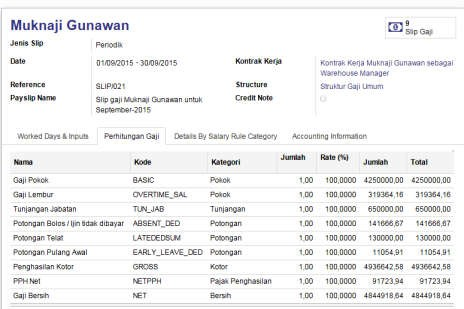 Muknaji Gunawan
9
Slip Gaji
Jenis Slip Periodik
Date 01/09/2015 - 30/09/2015 Kontrak Kerja Kontrak Kerja Muknaji Gunawan sebagai
Warehouse Manager
Reference SLIP/021 Structure Struktur Gaji Umum
Payslip Name Slip gaji Muknaji Gunawan untuk Credit Note
September-2015
Worked Days & Inputs Perhitungan Gaji Details By Salary Rule Category Accounting Information
Nama Kode Kategori Jumlah Rate (%) Jumlah Total
Gaji Pokok BASIC Pokok 1,00 100,0000 4250000,00 4250000,00
Gaji Lembur OVERTIME_SAL Pokok 1,00 100,0000 319364,16 319364,16
Tunjangan Jabatan TUN_JAB Tunjangan 1,00 100,0000 650000,00 650000,00
Potongan Bolos / Ijin tidak dibayar ABSENT_DED Potongan 1,00 100,0000 141666,67 141666,67
Potongan Telat LATEDEDSUM Potongan 1,00 100,0000 130000,00 130000,00
Potongan Pulang Awal EARLY_LEAVE_DED Potongan 1,00 100,0000 11054,91 11054,91
Penghasilan Kotor GROSS Kotor 1,00 100,0000 4936642,58 4936642,58
PPH Net NETPPH Pajak Penghasilan 1,00 100,0000 91723,94 91723,94
Gaji Bersih NET Bersih 1,00 100,0000 4844918,64 4844918,64